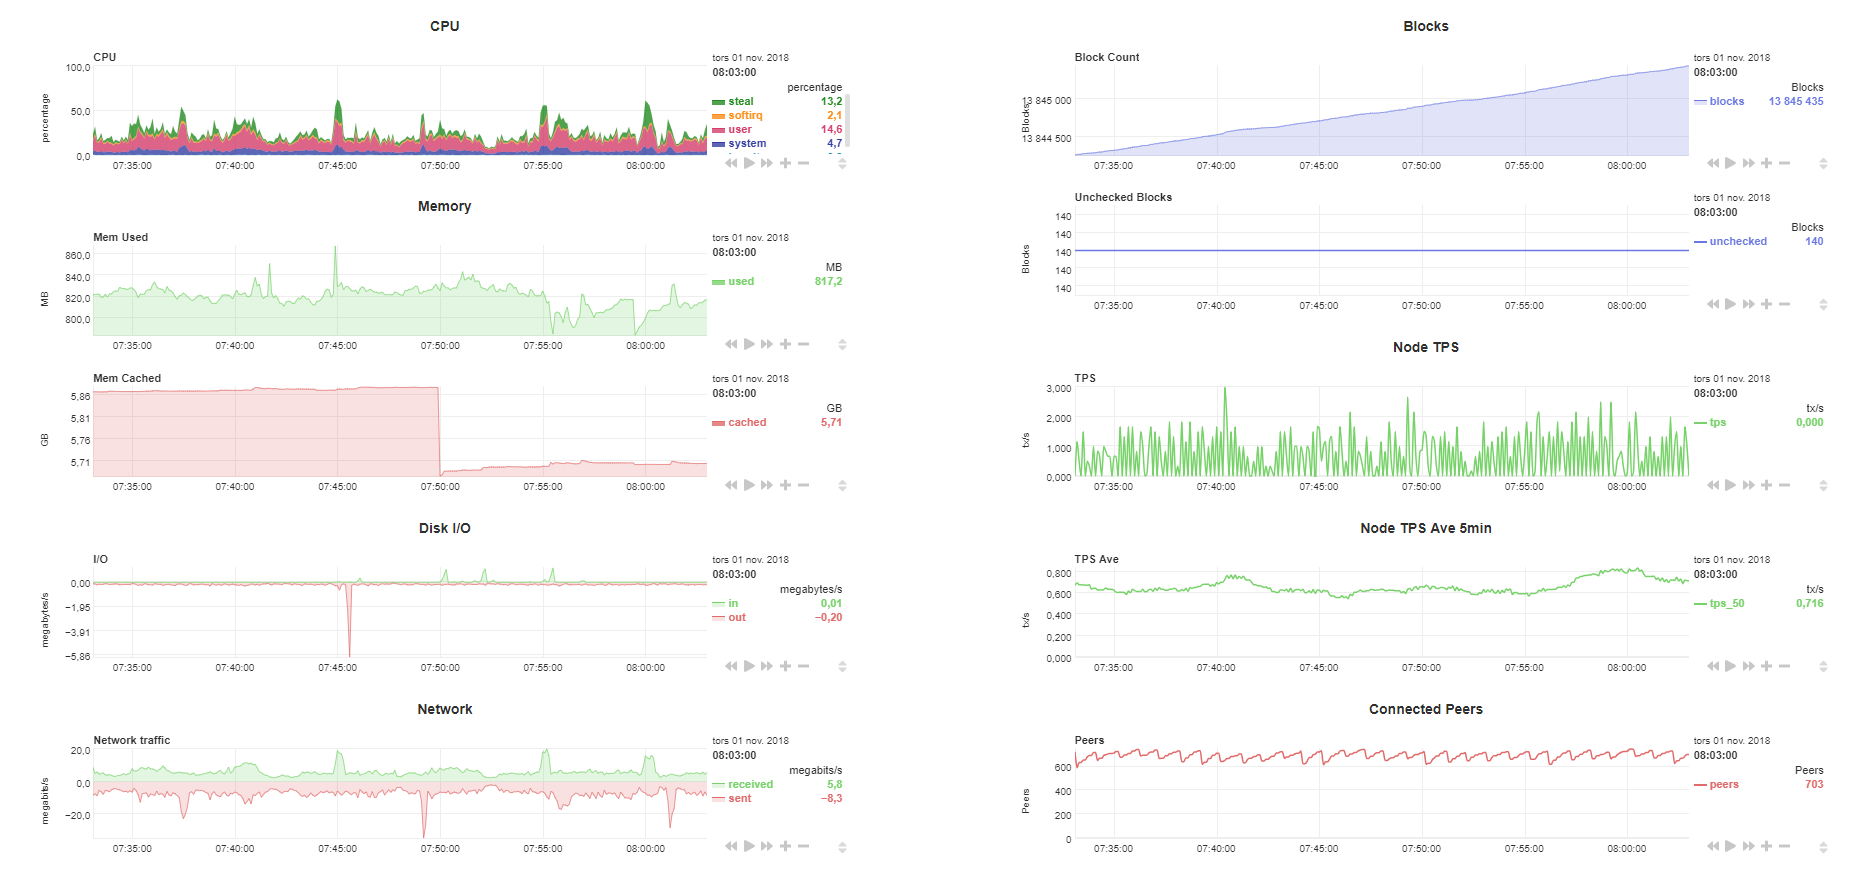 CPU
CPU
tors 01 nov. 2018
08:03:00
percentage
steal 13,2
softirq 2,1
user 14,6
system 4,7
percentage
100,0
50,0
0,0
07:35:00 07:40:00 07:45:00 07:50:00 07:55:00 08:00:00
Memory
Mem Used
tors 01 nov. 2018
08:03:00
MB
used 817,2
MB
860,0
840,0
820,0
800,0
07:35:00 07:40:00 07:45:00 07:50:00 07:55:00 08:00:00
Mem Cached
tors 01 nov. 2018
08:03:00
GB
cached 5,71
GB
5,86
5,81
5,76
5,71
07:35:00 07:40:00 07:45:00 07:50:00 07:55:00 08:00:00
Disk I/O
I/O
tors 01 nov. 2018
08:03:00
megabytes/s
in 0,01
out −0,20
megabytes/s
0,00
−1,95
−3,91
−5,86
07:35:00 07:40:00 07:45:00 07:50:00 07:55:00 08:00:00
Network
Network traffic
tors 01 nov. 2018
08:03:00
megabits/s
received 5,8
sent −8,3
megabits/s
20,0
0,0
−20,0
07:35:00 07:40:00 07:45:00 07:50:00 07:55:00 08:00:00
Blocks
Block Count
tors 01 nov. 2018
08:03:00
Blocks
blocks 13 845 435
Blocks
13 845 000
13 844 500
07:35:00 07:40:00 07:45:00 07:50:00 07:55:00 08:00:00
Unchecked Blocks
tors 01 nov. 2018
08:03:00
Blocks
unchecked 140
Blocks
140
140
140
140
140
07:35:00 07:40:00 07:45:00 07:50:00 07:55:00 08:00:00
Node TPS
TPS
tors 01 nov. 2018
08:03:00
tx/s
tps 0,000
tx/s
3,000
2,000
1,000
0,000
07:35:00 07:40:00 07:45:00 07:50:00 07:55:00 08:00:00
Node TPS Ave 5min
TPS Ave
tors 01 nov. 2018
08:03:00
tx/s
tps_50 0,716
tx/s
0,800
0,600
0,400
0,200
0,000
07:35:00 07:40:00 07:45:00 07:50:00 07:55:00 08:00:00
Connected Peers
Peers
tors 01 nov. 2018
08:03:00
Peers
peers 703
Peers
600
400
200
0
07:35:00 07:40:00 07:45:00 07:50:00 07:55:00 08:00:00